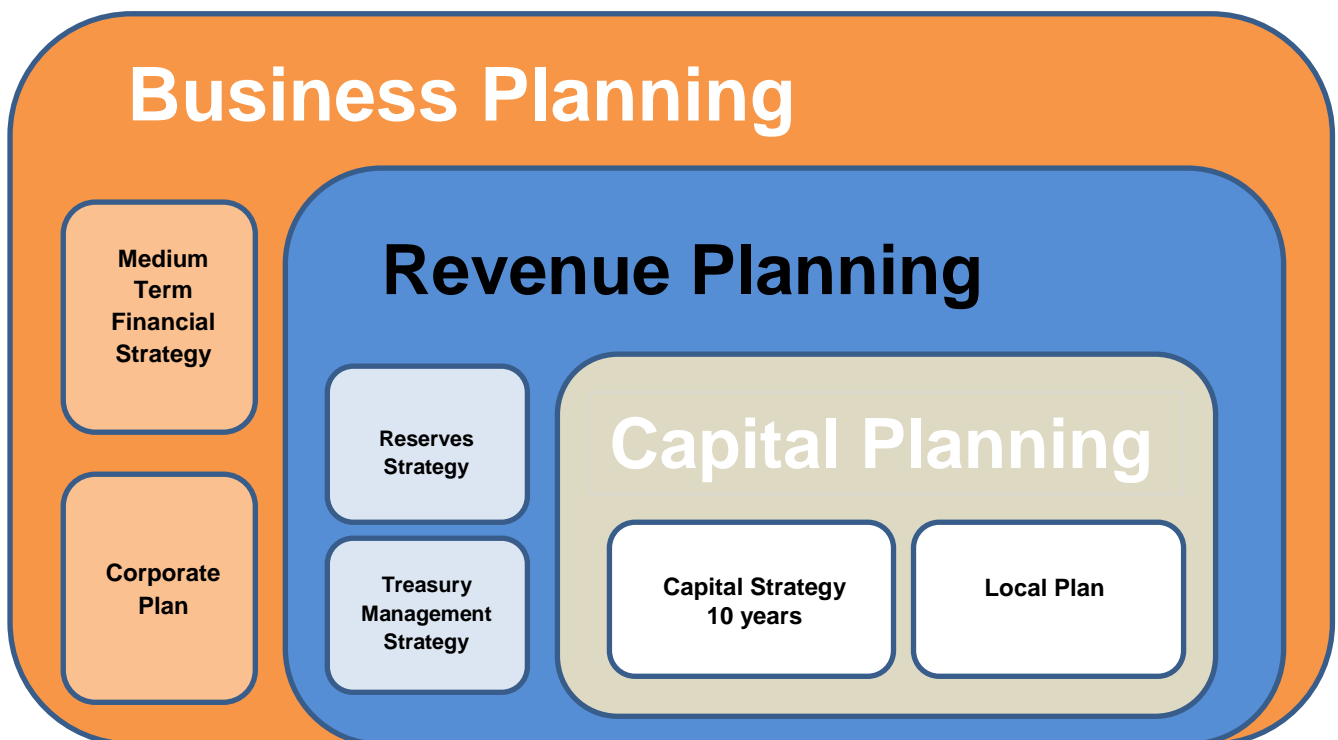 Business Planning
Medium
Term
Financial
Strategy
Corporate
Plan
Revenue Planning
Reserves
Strategy
Treasury
Management
Strategy
Capital Planning
Capital Strategy
10 years
Local Plan